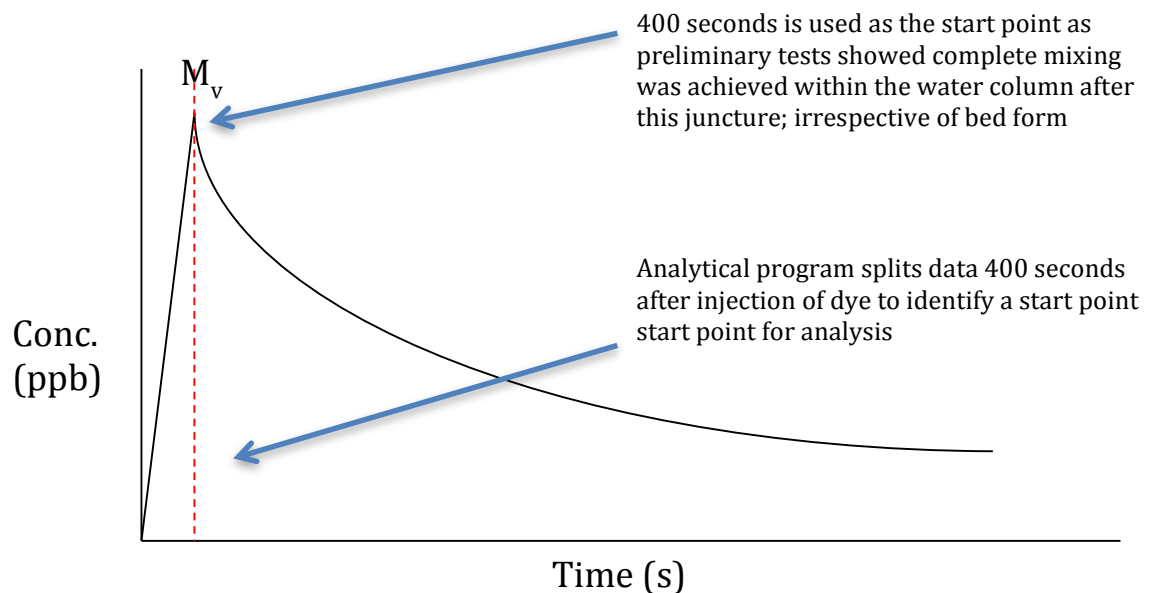 400 seconds is used as the start point as
preliminary tests showed complete mixing
was achieved within the water column after
this juncture; irrespective of bed form
Mv
Analytical program splits data 400 seconds
after injection of dye to identify a start point
start point for analysis
Conc.
(ppb)
Time (s)